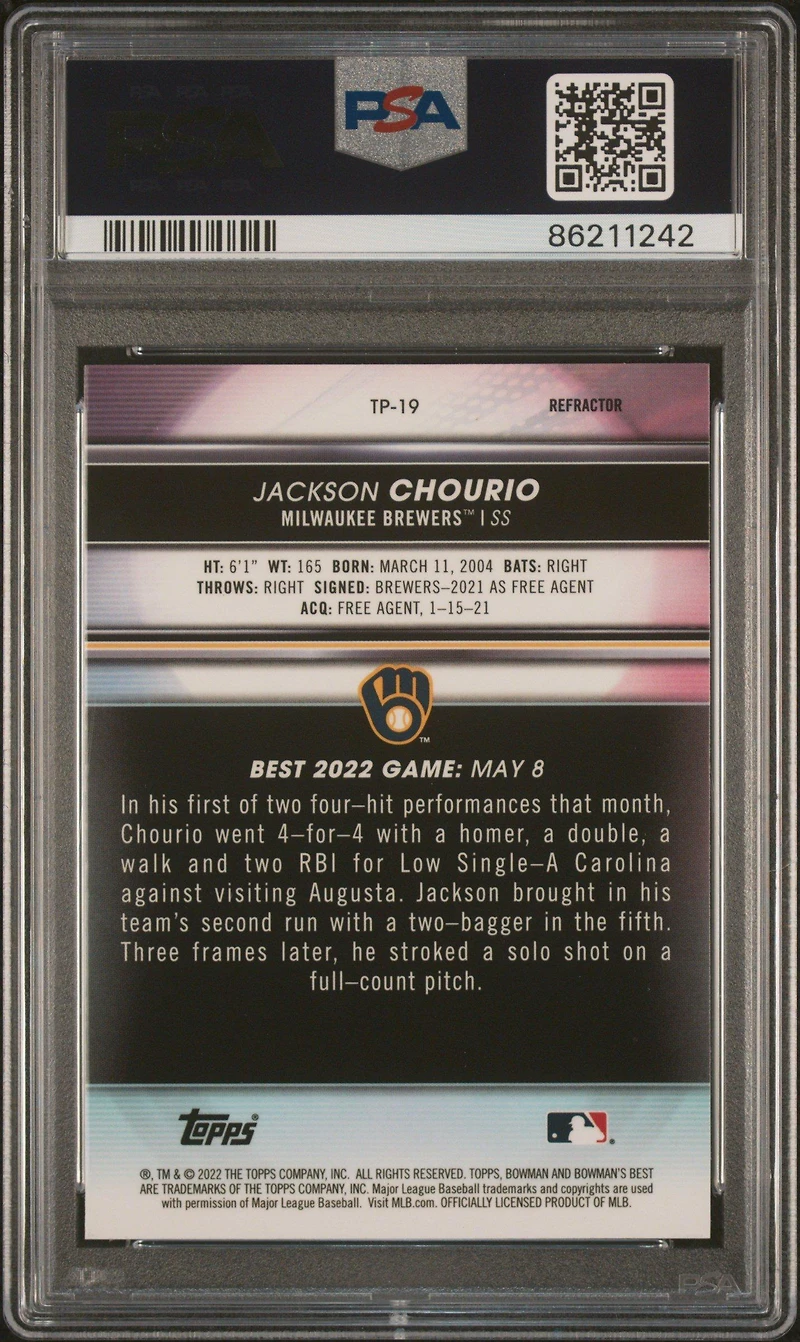 PSA
86211242
TP-19 REFRACTOR
JACKSON CHOURIO
MILWAUKEE BREWERS™ | SS
HT: 6'1" WT: 165 BORN: MARCH 11, 2004 BATS: RIGHT
THROWS: RIGHT SIGNED: BREWERS–2021 AS FREE AGENT
ACQ: FREE AGENT, 1–15–21
TM
BEST 2022 GAME: MAY 8
In his first of two four–hit performances that month,
Chourio went 4–for–4 with a homer, a double, a
walk and two RBI for Low Single–A Carolina
against visiting Augusta. Jackson brought in his
team's second run with a two–bagger in the fifth.
Three frames later, he stroked a solo shot on a
full–count pitch.
topps®
®, TM & © 2022 THE TOPPS COMPANY, INC. ALL RIGHTS RESERVED. TOPPS, BOWMAN AND BOWMAN'S BEST
ARE TRADEMARKS OF THE TOPPS COMPANY, INC. Major League Baseball trademarks and copyrights are used
with permission of Major League Baseball. Visit MLB.com. OFFICIALLY LICENSED PRODUCT OF MLB.
PSA